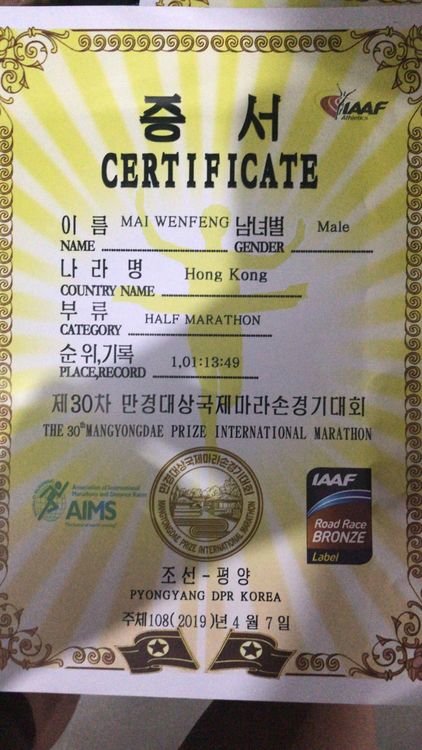 증 서
IAAF
Athletics
CERTIFICATE
이 름 MAI WENFENG 남녀별 Male
NAME GENDER
나 라 명 Hong Kong
COUNTRY NAME
부 류 HALF MARATHON
CATEGORY
순 위,기록 1,01:13:49
PLACE,RECORD
제30차 만경대상국제마라손경기대회
THE 30th MANGYONGDAE PRIZE INTERNATIONAL MARATHON
Association of International
Marathons and Distance Races
AIMS
만경대상국제마라손경기대회
MANGYONGDAE PRIZE INTERNATIONAL MARATHON
IAAF
Road Race
BRONZE
Label
조선-평양
PYONGYANG DPR KOREA
주체108(2019)년 4월 7일